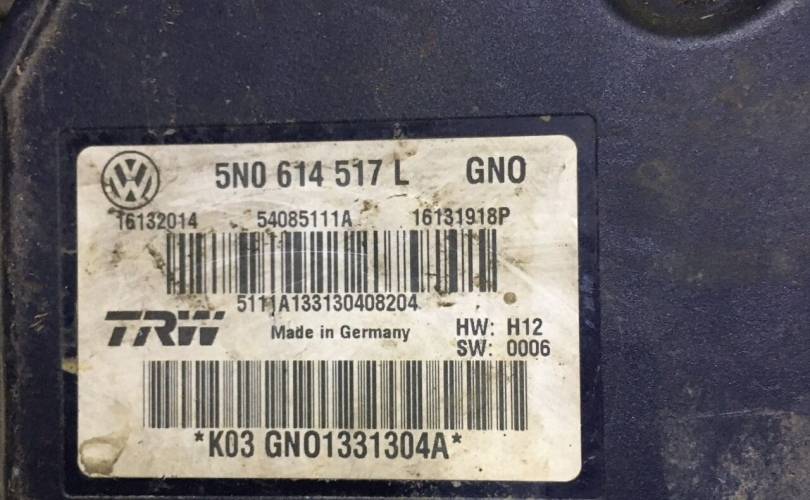 5N0 614 517 L GNO
16132014 54085111A 16131918P
5111A133130408204
TRW Made in Germany HW: H12
SW: 0006
*K03 GNO1331304A*